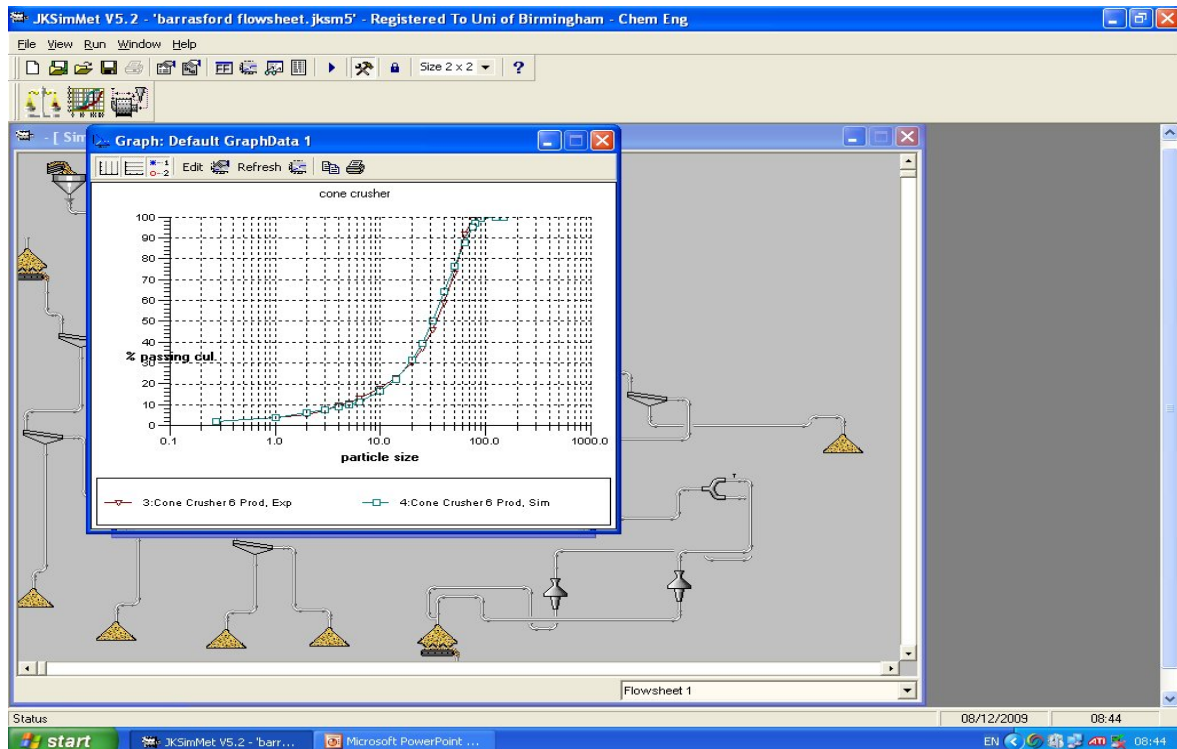 JKSimMet V5.2 - 'barrasford flowsheet.jksm5' - Registered To Uni of Birmingham - Chem Eng
File View Run Window Help
Size 2 x 2 ?
- [ Sim
Graph: Default GraphData 1
Edit Refresh
cone crusher
100
90
80
70
60
50
40
% passing cul.
30
20
10
0
0.1 1.0 10.0 100.0 1000.0
particle size
3:Cone Crusher 6 Prod, Exp 4:Cone Crusher 6 Prod, Sim
Flowsheet 1
Status 08/12/2009 08:44
start JKSimMet V5.2 - 'barr... Microsoft PowerPoint ... EN ATI 08:44